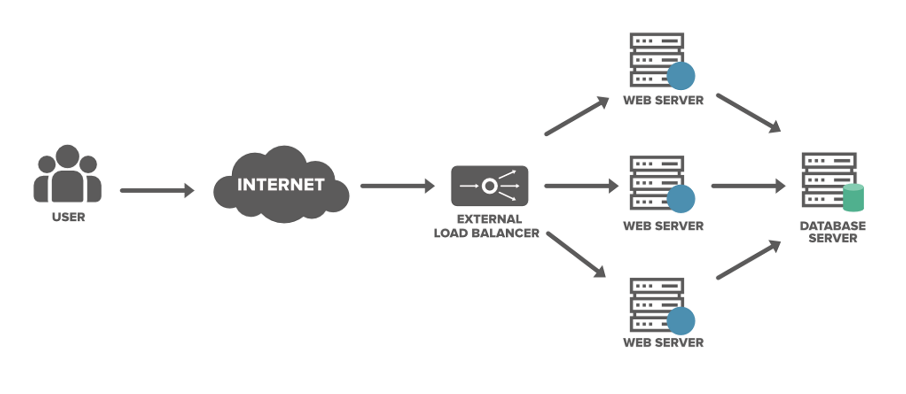 WEB SERVER
USER
INTERNET
EXTERNAL
LOAD BALANCER
WEB SERVER
DATABASE
SERVER
WEB SERVER